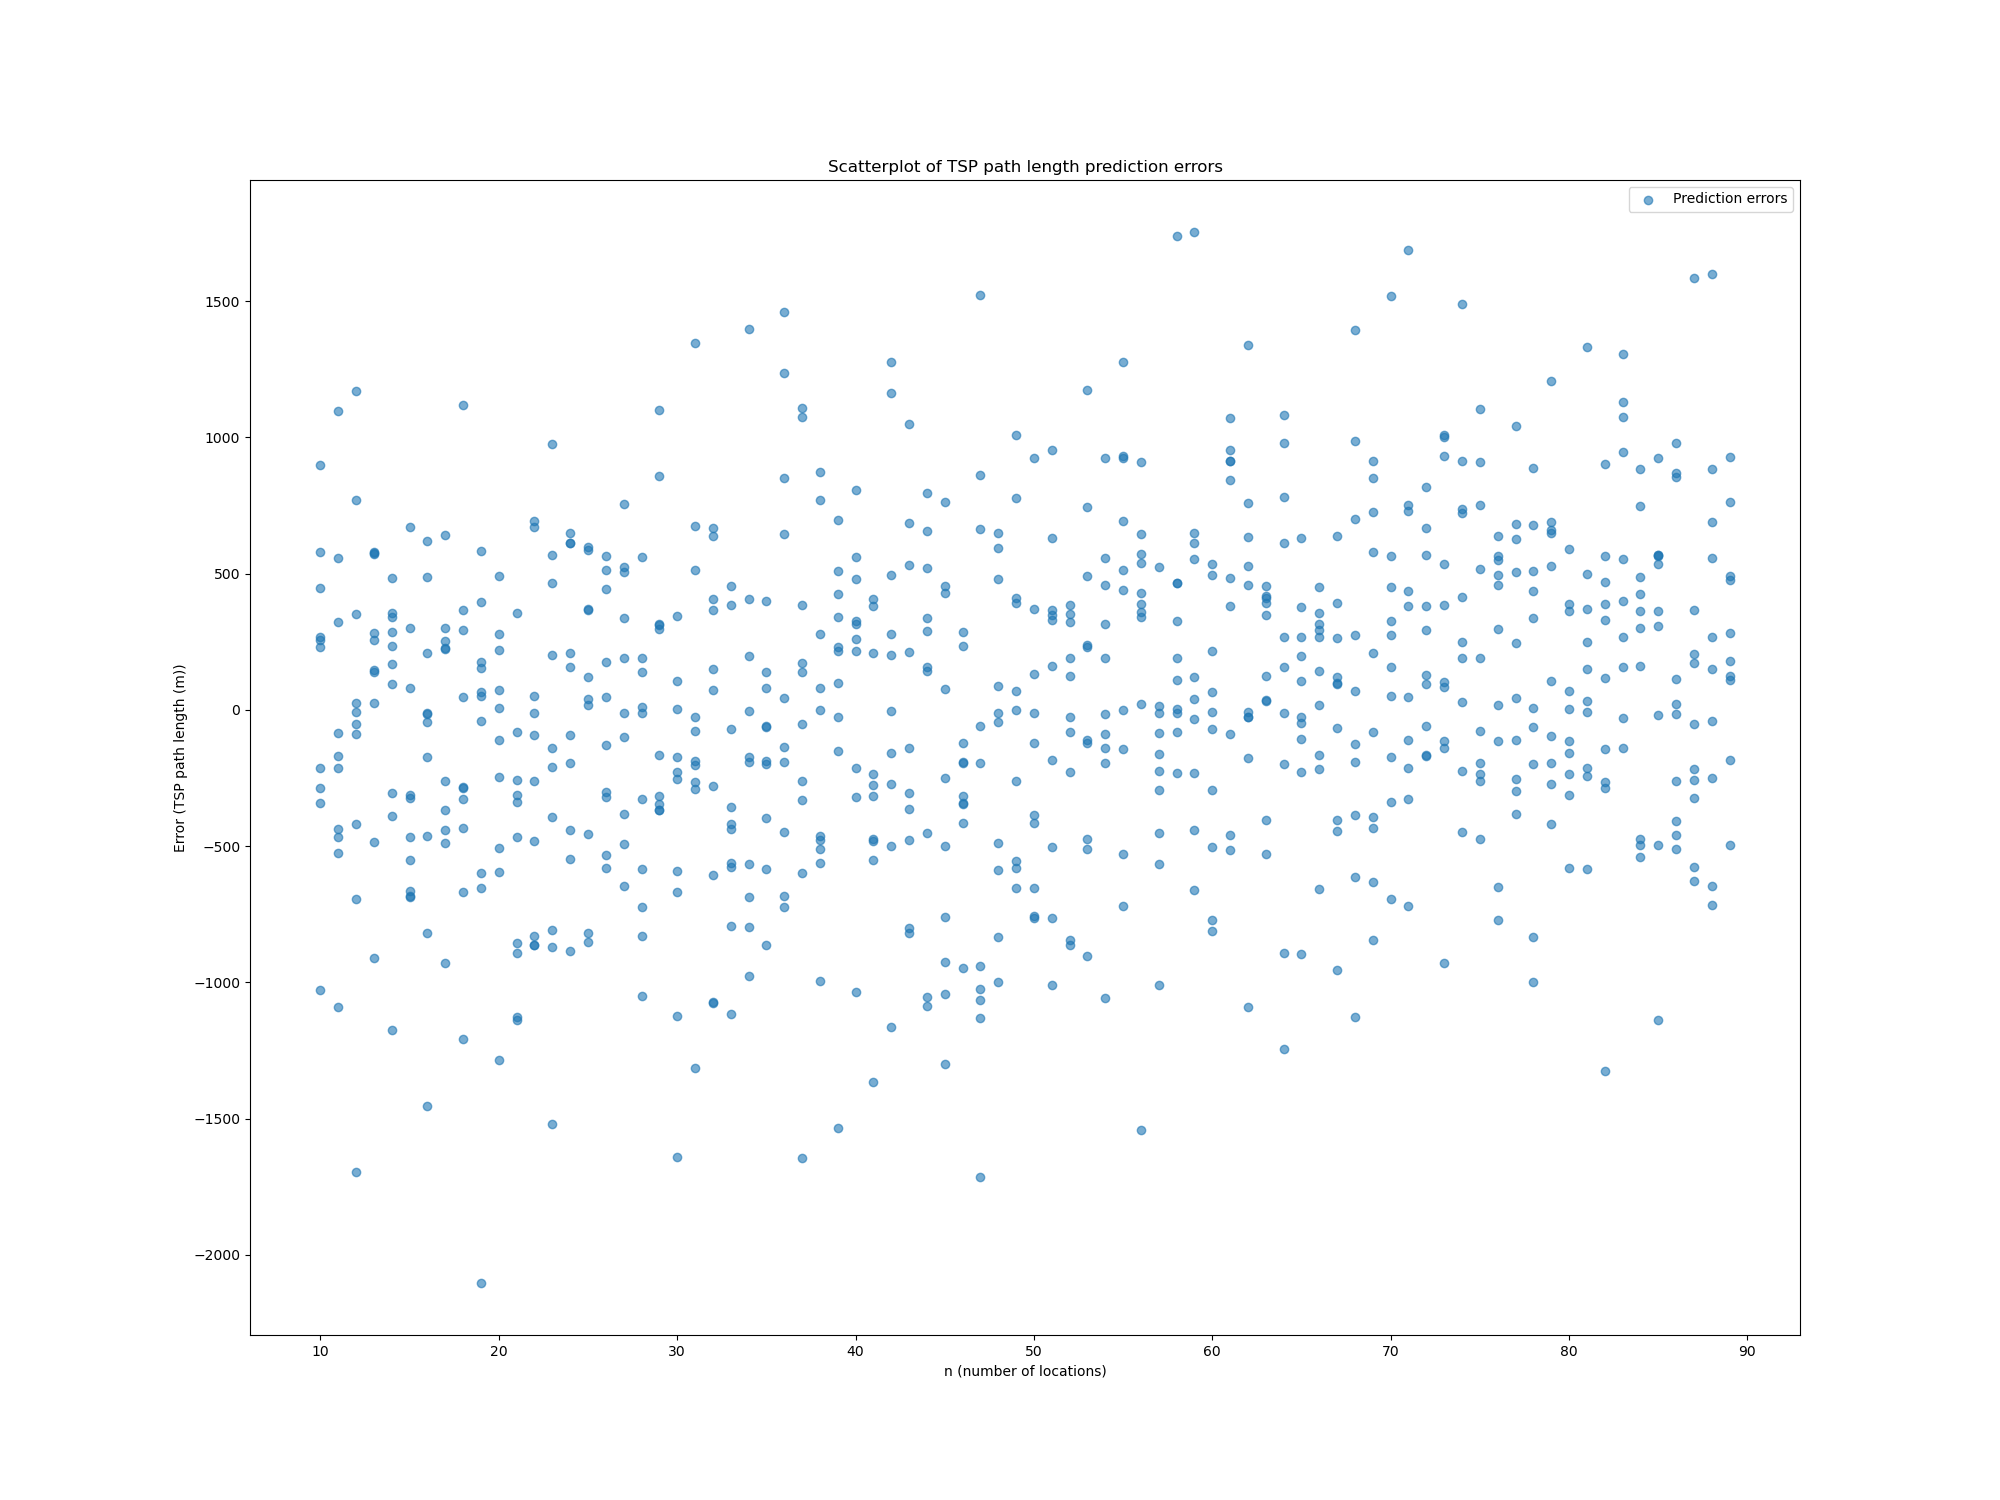 Scatterplot of TSP path length prediction errors
Prediction errors
1500
1000
500
0
−500
−1000
−1500
−2000
Error (TSP path length (m))
10 20 30 40 50 60 70 80 90
n (number of locations)